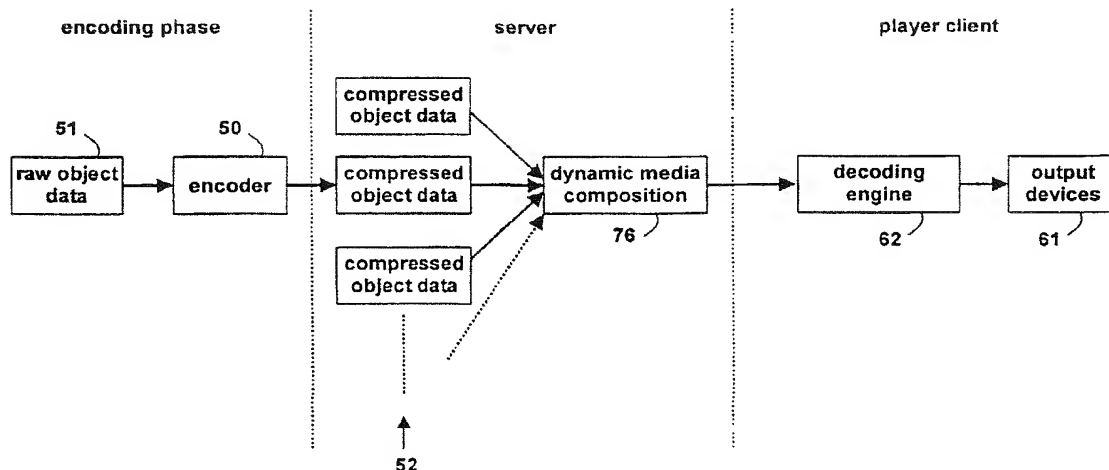 encoding phase
server
player client
compressed
object data
51
50
raw object
data
encoder
compressed
object data
dynamic media
composition
decoding
engine
output
devices
76
62
61
compressed
object data
52